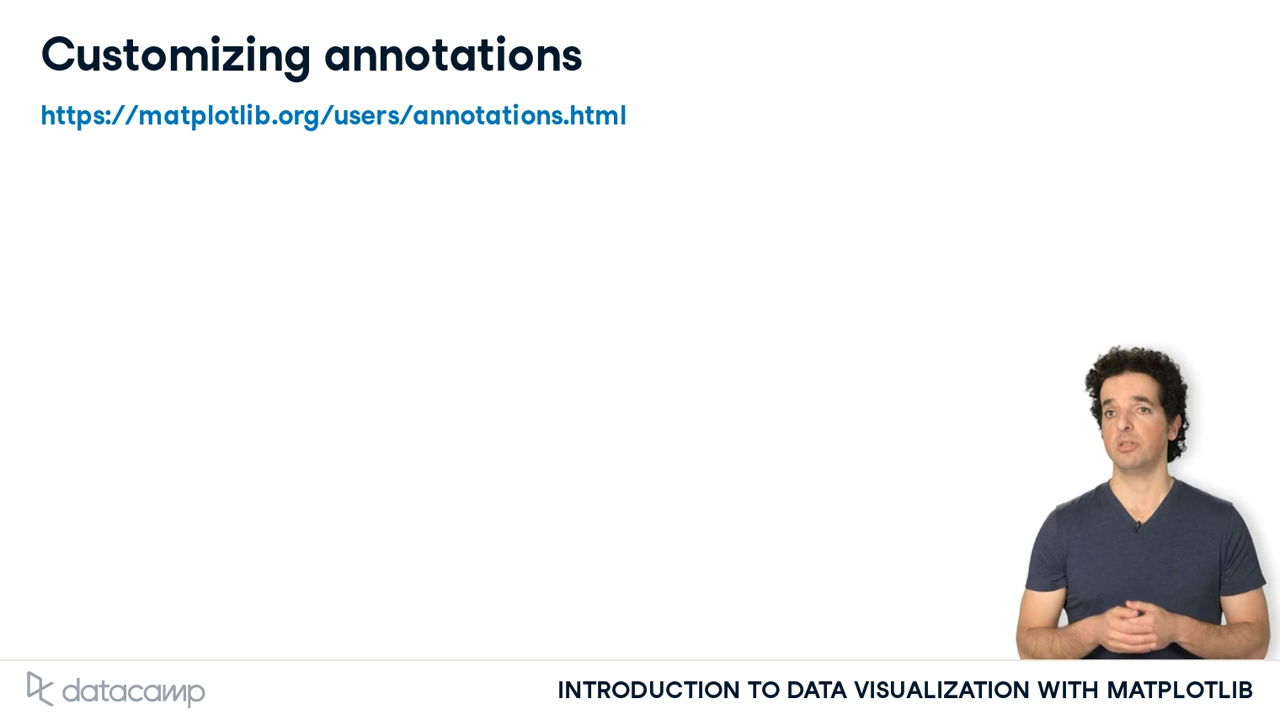 Customizing annotations
https://matplotlib.org/users/annotations.html
datacamp
INTRODUCTION TO DATA VISUALIZATION WITH MATPLOTLIB